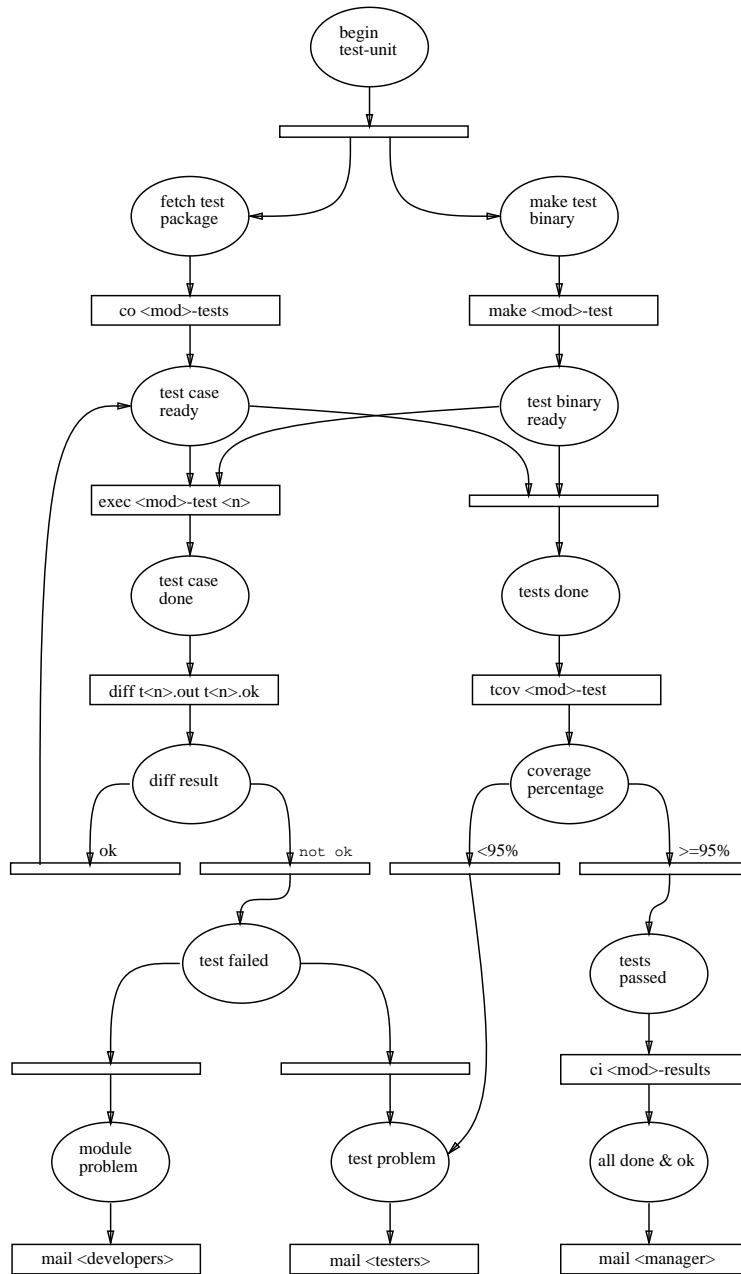 begin
test-unit
fetch test
package
make test
binary
co <mod>-tests
make <mod>-test
test case
ready
test binary
ready
exec <mod>-test <n>
test case
done
tests done
diff t<n>.out t<n>.ok
tcov <mod>-test
diff result
coverage
percentage
ok
not ok
<95%
>=95%
test failed
tests
passed
ci <mod>-results
module
problem
test problem
all done & ok
mail <developers>
mail <testers>
mail <manager>